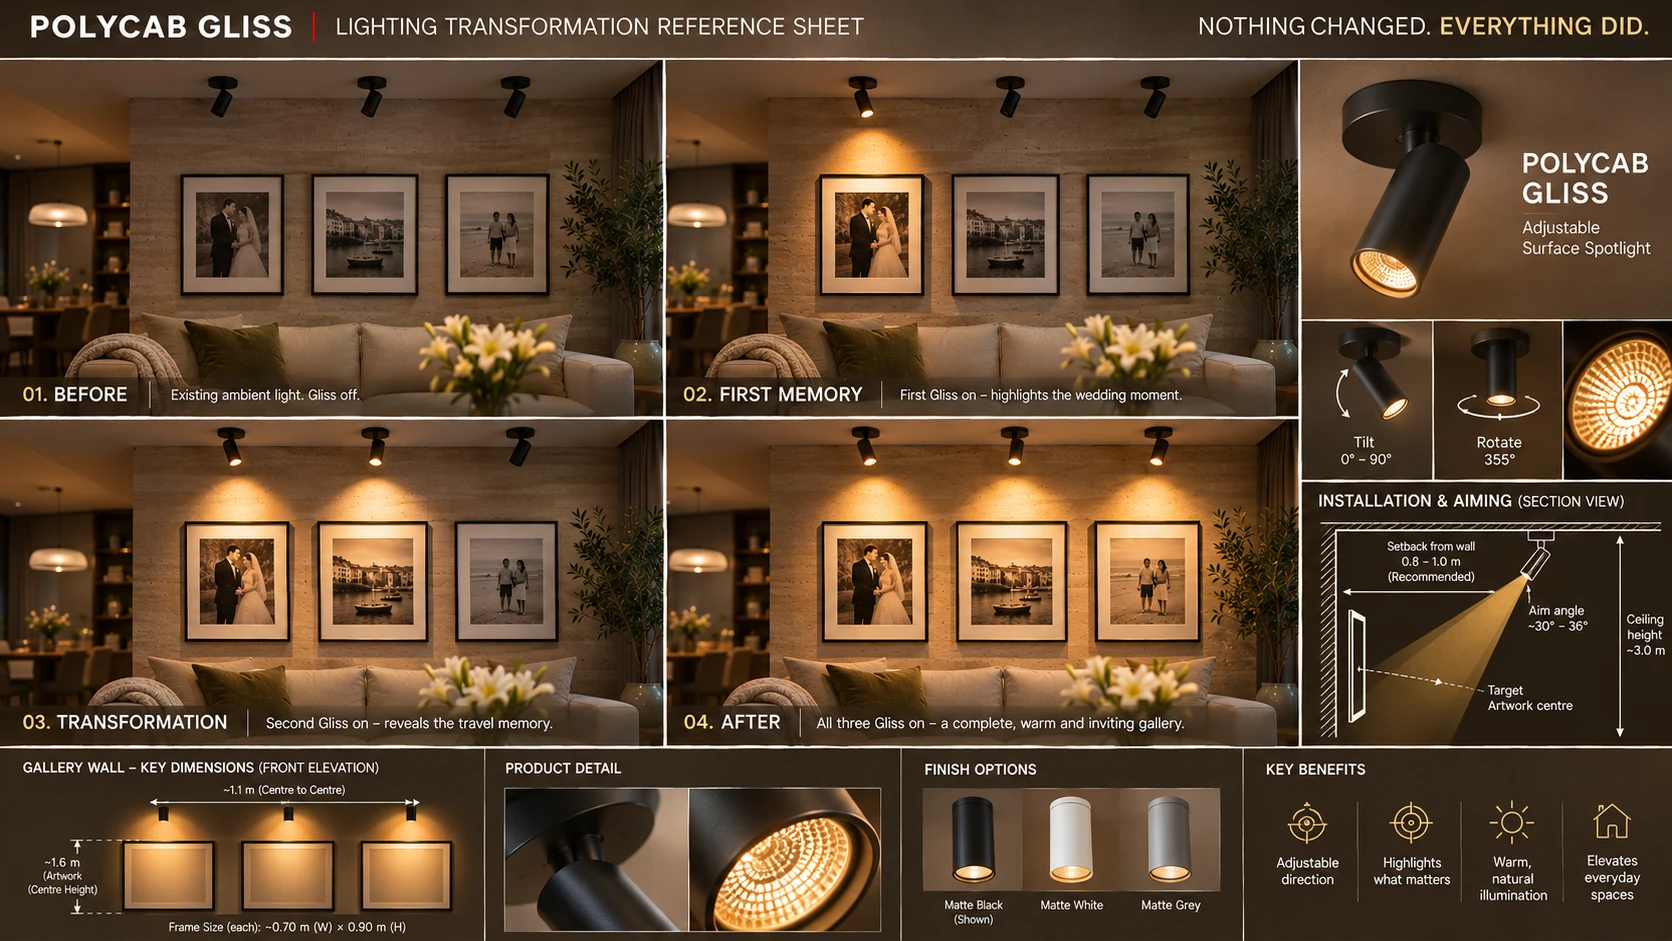 POLYCAB GLISS
LIGHTING TRANSFORMATION REFERENCE SHEET
NOTHING CHANGED. EVERYTHING DID.
01. BEFORE
Existing ambient light. Gliss off.
02. FIRST MEMORY
First Gliss on – highlights the wedding moment.
03. TRANSFORMATION
Second Gliss on – reveals the travel memory.
04. AFTER
All three Gliss on – a complete, warm and inviting gallery.
POLYCAB
GLISS
Adjustable
Surface Spotlight
Tilt
0° – 90°
Rotate
355°
INSTALLATION & AIMING (SECTION VIEW)
Setback from wall
0.8 – 1.0 m
(Recommended)
Aim angle
~30° – 36°
Ceiling
height
~3.0 m
Target
Artwork centre
GALLERY WALL – KEY DIMENSIONS (FRONT ELEVATION)
~1.1 m (Centre to Centre)
~1.6 m
(Artwork
(Centre Height)
Frame Size (each): ~0.70 m (W) × 0.90 m (H)
PRODUCT DETAIL
FINISH OPTIONS
Matte Black
(Shown)
Matte White
Matte Grey
KEY BENEFITS
Adjustable
direction
Highlights
what matters
Warm,
natural
illumination
Elevates
everyday
spaces